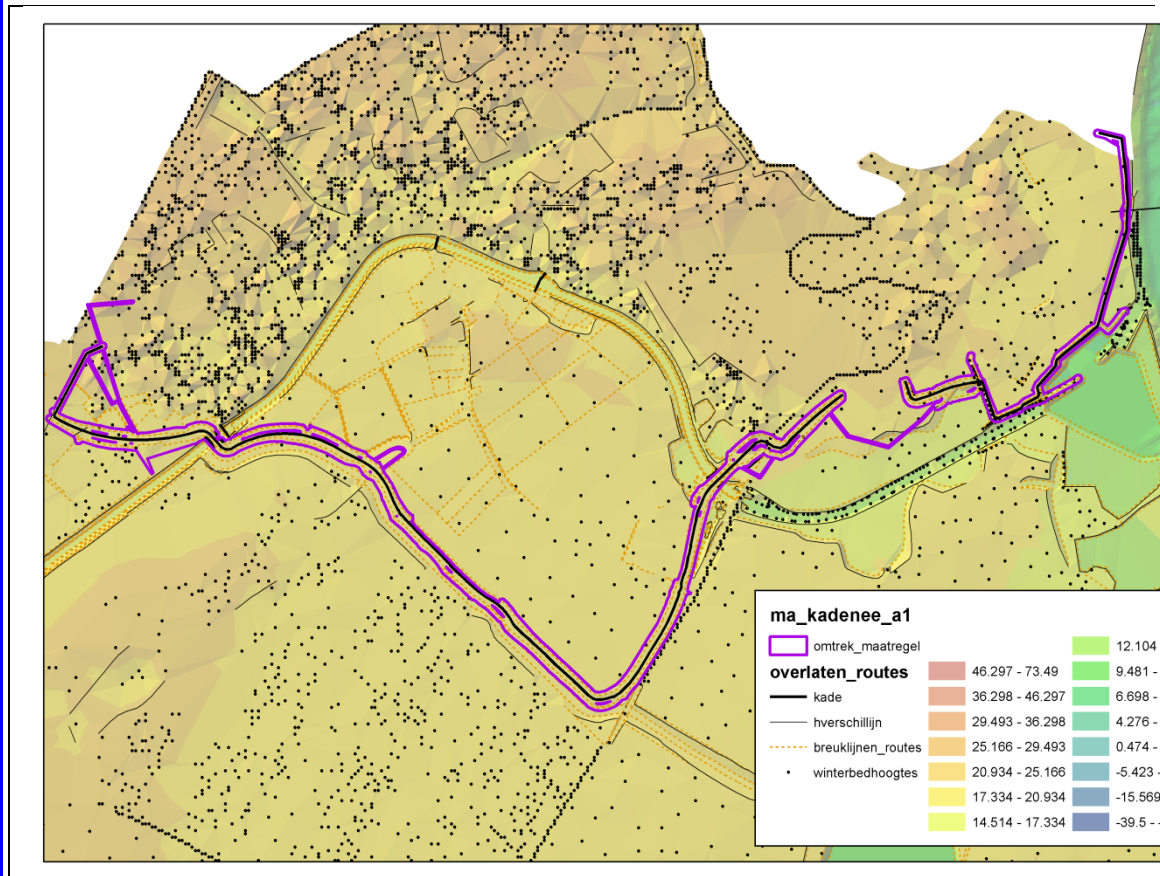 ma_kadenee_a1
omtrek_maatregel
overlaten_routes
kade
hverschillijn
breuklijnen_routes
winterbedhoogtes
46.297 - 73.49
36.298 - 46.297
29.493 - 36.298
25.166 - 29.493
20.934 - 25.166
17.334 - 20.934
14.514 - 17.334
12.104
9.481 -
6.698 -
4.276 -
0.474 -
-5.423 -
-15.569
-39.5 - -